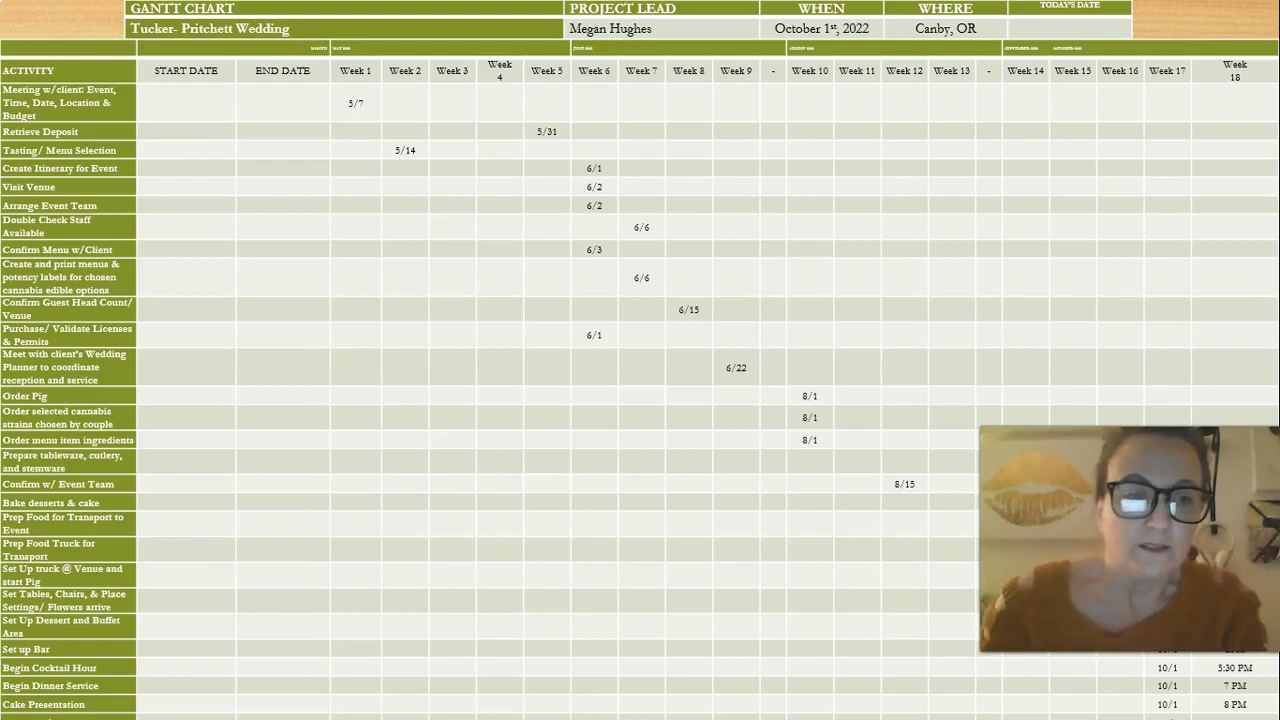 GANTT CHART PROJECT LEAD WHEN WHERE TODAY'S DATE
Tucker- Pritchett Wedding Megan Hughes October 1st, 2022 Canby, OR
ACTIVITY START DATE END DATE Week 1 Week 2 Week 3 Week 4 Week 5 Week 6 Week 7 Week 8 Week 9 - Week 10 Week 11 Week 12 Week 13 - Week 14 Week 15 Week 16 Week 17 Week 18
Meeting w/client: Event,
Time, Date, Location & 5/7
Budget
Retrieve Deposit 5/31
Tasting/ Menu Selection 5/14
Create Itinerary for Event 6/1
Visit Venue 6/2
Arrange Event Team 6/2
Double Check Staff
Available 6/6
Confirm Menu w/Client 6/3
Create and print menus &
potency labels for chosen 6/6
cannabis edible options
Confirm Guest Head Count/
Venue 6/15
Purchase/ Validate Licenses
& Permits 6/1
Meet with client's Wedding
Planner to coordinate 6/22
reception and service
Order Pig 8/1
Order selected cannabis
strains chosen by couple 8/1
Order menu item ingredients 8/1
Prepare tableware, cutlery,
and stemware
Confirm w/ Event Team 8/15
Bake desserts & cake
Prep Food for Transport to
Event
Prep Food Truck for
Transport
Set Up truck @ Venue and
start Pig
Set Tables, Chairs, & Place
Settings/ Flowers arrive
Set Up Dessert and Buffet
Area
Set up Bar
Begin Cocktail Hour 10/1 5:30 PM
Begin Dinner Service 10/1 7 PM
Cake Presentation 10/1 8 PM